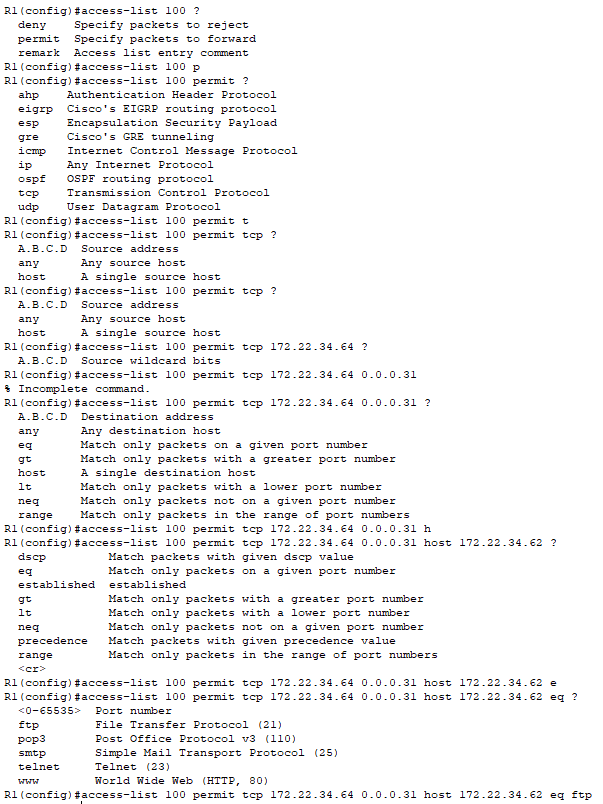 R1(config)#access-list 100 ?
deny    Specify packets to reject
permit  Specify packets to forward
remark  Access list entry comment
R1(config)#access-list 100 p
R1(config)#access-list 100 permit ?
ahp    Authentication Header Protocol
eigrp  Cisco's EIGRP routing protocol
esp    Encapsulation Security Payload
gre    Cisco's GRE tunneling
icmp   Internet Control Message Protocol
ip     Any Internet Protocol
ospf   OSPF routing protocol
tcp    Transmission Control Protocol
udp    User Datagram Protocol
R1(config)#access-list 100 permit t
R1(config)#access-list 100 permit tcp ?
A.B.C.D  Source address
any      Any source host
host     A single source host
R1(config)#access-list 100 permit tcp ?
A.B.C.D  Source address
any      Any source host
host     A single source host
R1(config)#access-list 100 permit tcp 172.22.34.64 ?
A.B.C.D  Source wildcard bits
R1(config)#access-list 100 permit tcp 172.22.34.64 0.0.0.31
% Incomplete command.
R1(config)#access-list 100 permit tcp 172.22.34.64 0.0.0.31 ?
A.B.C.D  Destination address
any      Any destination host
eq       Match only packets on a given port number
gt       Match only packets with a greater port number
host     A single destination host
lt       Match only packets with a lower port number
neq      Match only packets not on a given port number
range    Match only packets in the range of port numbers
R1(config)#access-list 100 permit tcp 172.22.34.64 0.0.0.31 h
R1(config)#access-list 100 permit tcp 172.22.34.64 0.0.0.31 host 172.22.34.62 ?
dscp         Match packets with given dscp value
eq           Match only packets on a given port number
established  established
gt           Match only packets with a greater port number
lt           Match only packets with a lower port number
neq          Match only packets not on a given port number
precedence   Match packets with given precedence value
range        Match only packets in the range of port numbers
<cr>
R1(config)#access-list 100 permit tcp 172.22.34.64 0.0.0.31 host 172.22.34.62 e
R1(config)#access-list 100 permit tcp 172.22.34.64 0.0.0.31 host 172.22.34.62 eq ?
<0-65535>  Port number
ftp        File Transfer Protocol (21)
pop3       Post Office Protocol v3 (110)
smtp       Simple Mail Transport Protocol (25)
telnet     Telnet (23)
www        World Wide Web (HTTP, 80)
R1(config)#access-list 100 permit tcp 172.22.34.64 0.0.0.31 host 172.22.34.62 eq ftp